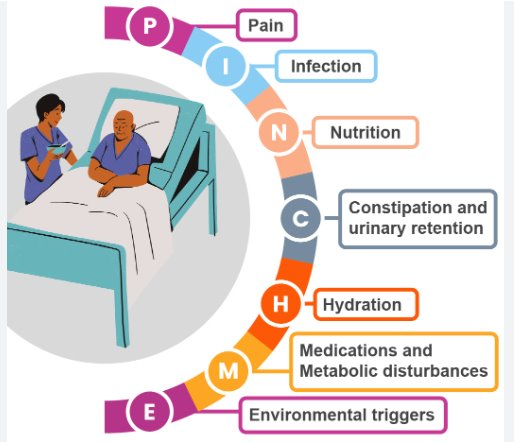 P
Pain
I
Infection
N
Nutrition
C
Constipation and
urinary retention
H
Hydration
M
Medications and
Metabolic disturbances
E
Environmental triggers